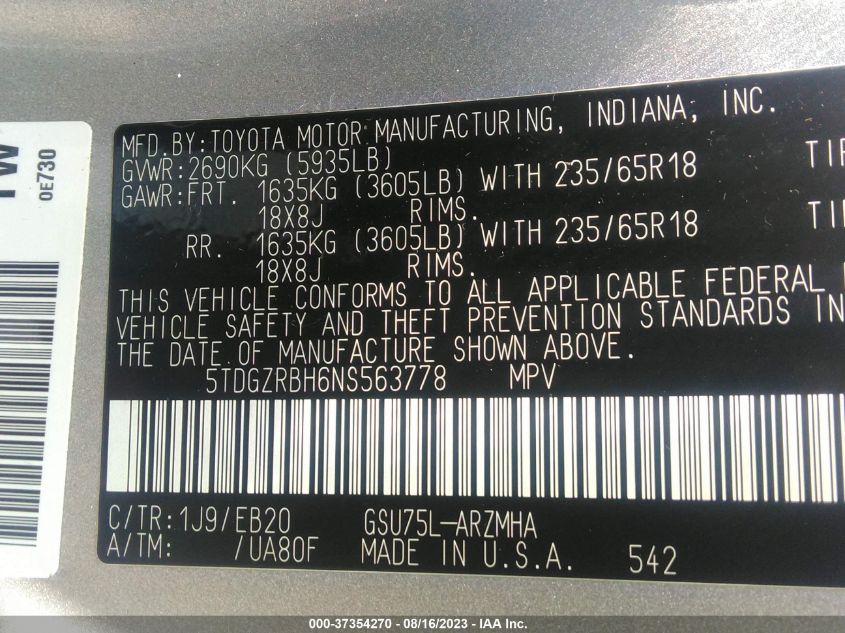 MFD.BY:TOYOTA MOTOR MANUFACTURING, INDIANA, INC.
GVWR:2690KG (5935LB)
GAWR:FRT. 1635KG (3605LB) WITH 235/65R18 TIR
18X8J RIMS.
RR. 1635KG (3605LB) WITH 235/65R18 TIR
18X8J RIMS.
THIS VEHICLE CONFORMS TO ALL APPLICABLE FEDERAL
VEHICLE SAFETY AND THEFT PREVENTION STANDARDS IN
THE DATE OF MANUFACTURE SHOWN ABOVE.
5TDGZRBH6NS563778 MPV
C/TR:1J9/EB20 GSU75L-ARZMHA
A/TM: /UA80F MADE IN U.S.A. 542
0E730
000-37354270 - 08/16/2023 - IAA Inc.